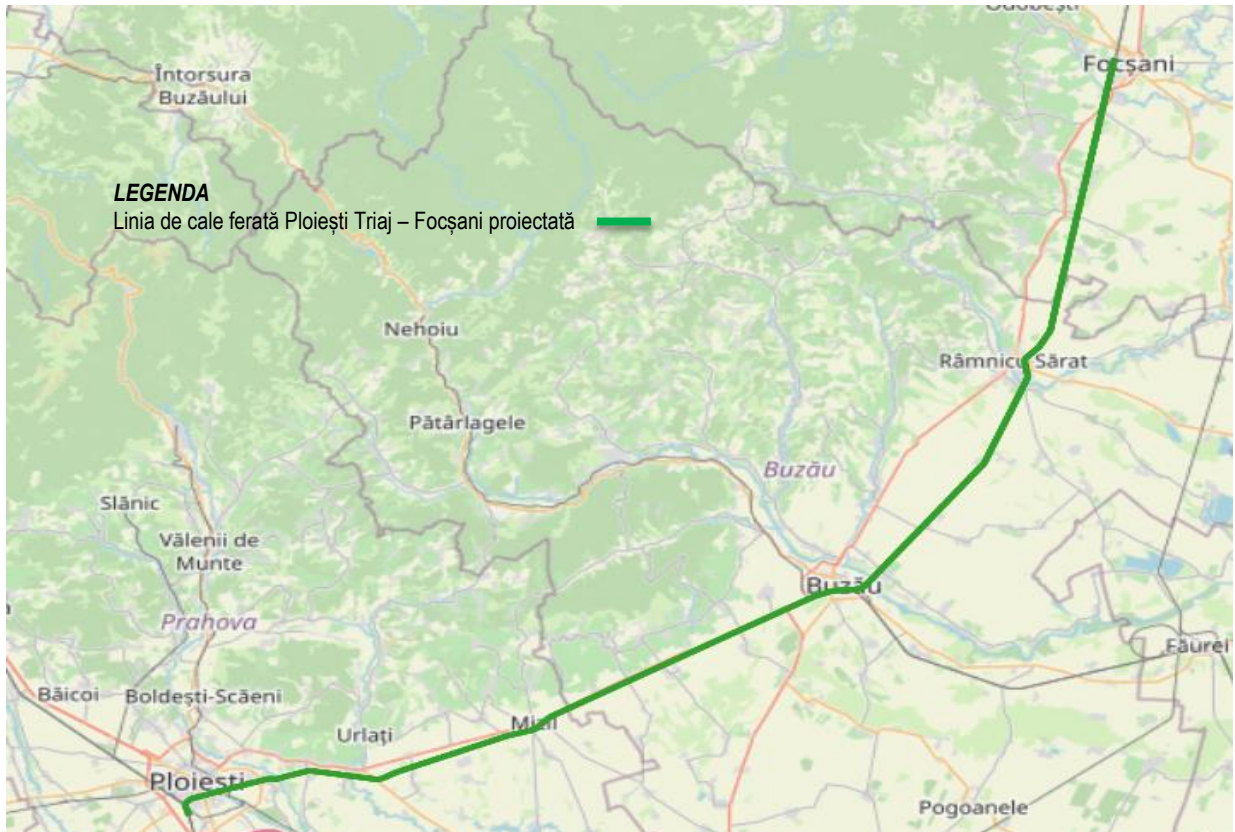 Odobești
Focșani
Întorsura
Buzăului
LEGENDA
Linia de cale ferată Ploiești Triaj – Focșani proiectată
Nehoiu
Râmnicu Sărat
Pătârlagele
Buzău
Slănic
Vălenii de
Munte
Buzău
Prahova
Făurei
Băicoi
Boldești-Scăeni
Urlați
Mizil
Ploiești
Pogoanele